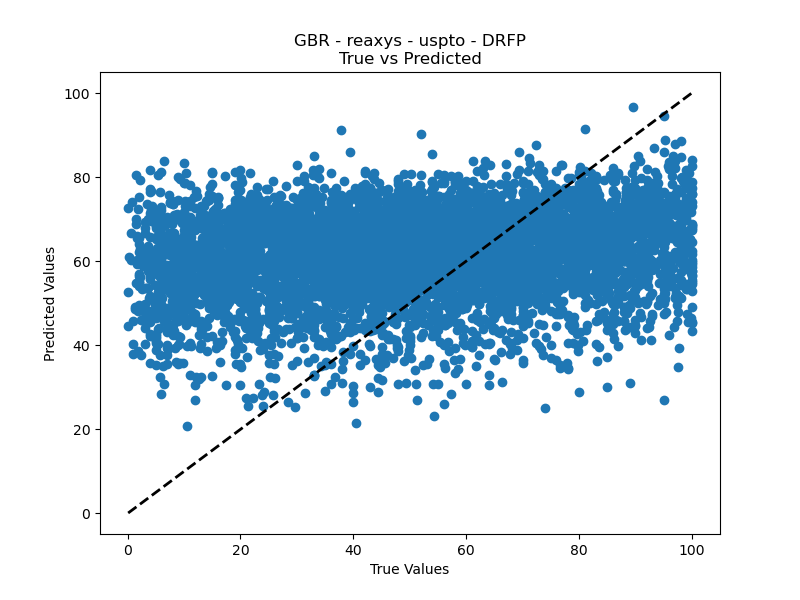 GBR - reaxys - uspto - DRFP
True vs Predicted
100
80
60
40
20
0
Predicted Values
0 20 40 60 80 100
True Values